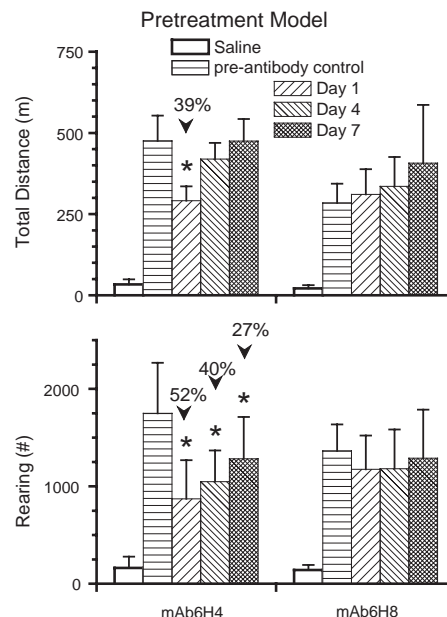 Pretreatment Model
Saline
pre-antibody control
Day 1
Day 4
Day 7
Total Distance (m)
750
500
250
0
39%
*
Rearing (#)
2000
1000
0
52%
40%
27%
*
*
*
mAb6H4
mAb6H8